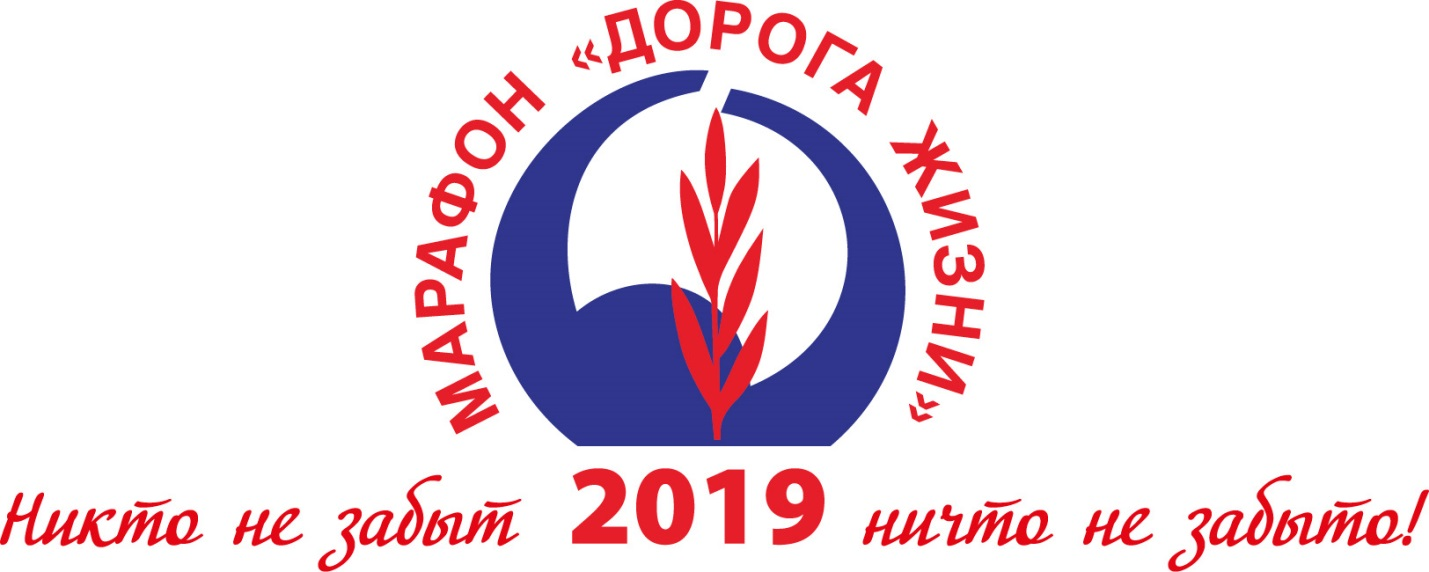 МАРАФОН «ДОРОГА ЖИЗНИ»
Никто не забыт 2019 ничто не забыто!